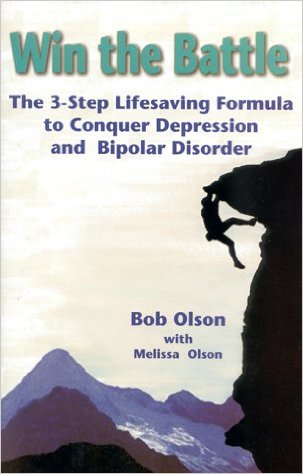 Win the Battle
The 3-Step Lifesaving Formula
to Conquer Depression
and Bipolar Disorder
Bob Olson
with
Melissa Olson